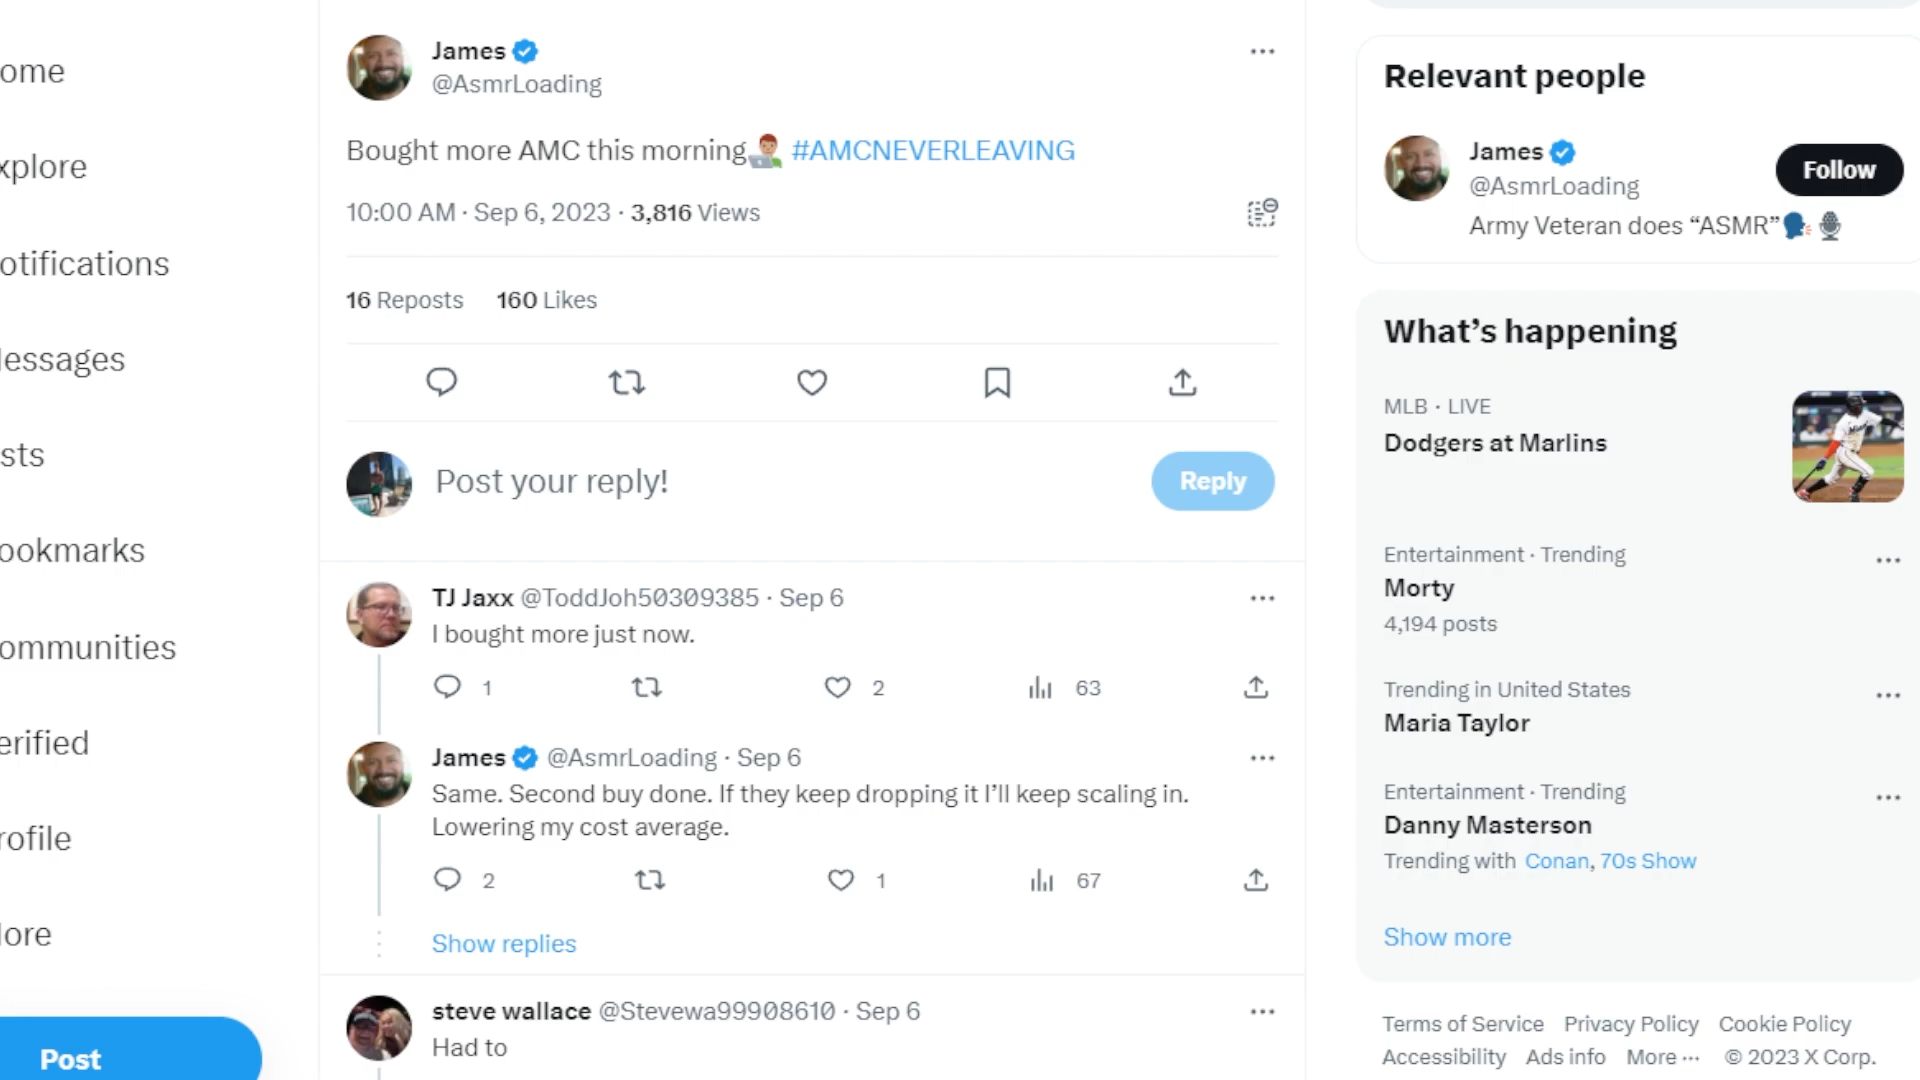 ome
xplore
otifications
essages
sts
ookmarks
ommunities
erified
rofile
ore
Post
James
@AsmrLoading
Bought more AMC this morning #AMCNEVERLEAVING
10:00 AM · Sep 6, 2023 · 3,816 Views
16 Reposts 160 Likes
Post your reply!
Reply
TJ Jaxx @ToddJoh50309385 · Sep 6
I bought more just now.
1 2 63
James @AsmrLoading · Sep 6
Same. Second buy done. If they keep dropping it I’ll keep scaling in.
Lowering my cost average.
2 1 67
Show replies
steve wallace @Stevewa99908610 · Sep 6
Had to
Relevant people
James
@AsmrLoading
Follow
Army Veteran does “ASMR”
What’s happening
MLB · LIVE
Dodgers at Marlins
Entertainment · Trending
Morty
4,194 posts
Trending in United States
Maria Taylor
Entertainment · Trending
Danny Masterson
Trending with Conan, 70s Show
Show more
Terms of Service Privacy Policy Cookie Policy
Accessibility Ads info More ··· © 2023 X Corp.